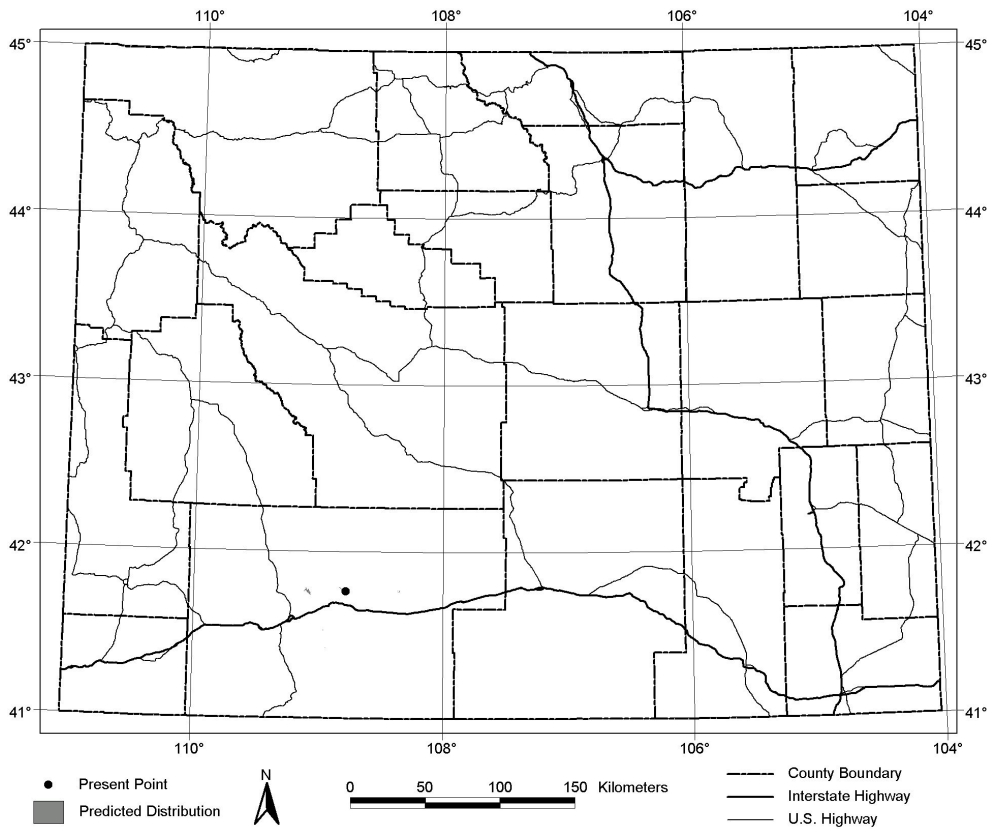 110° 108° 106° 104°
45° 45°
44° 44°
43° 43°
42° 42°
41° 41°
110° 108° 106° 104°
Present Point
Predicted Distribution
N
0 50 100 150 Kilometers
County Boundary
Interstate Highway
U.S. Highway